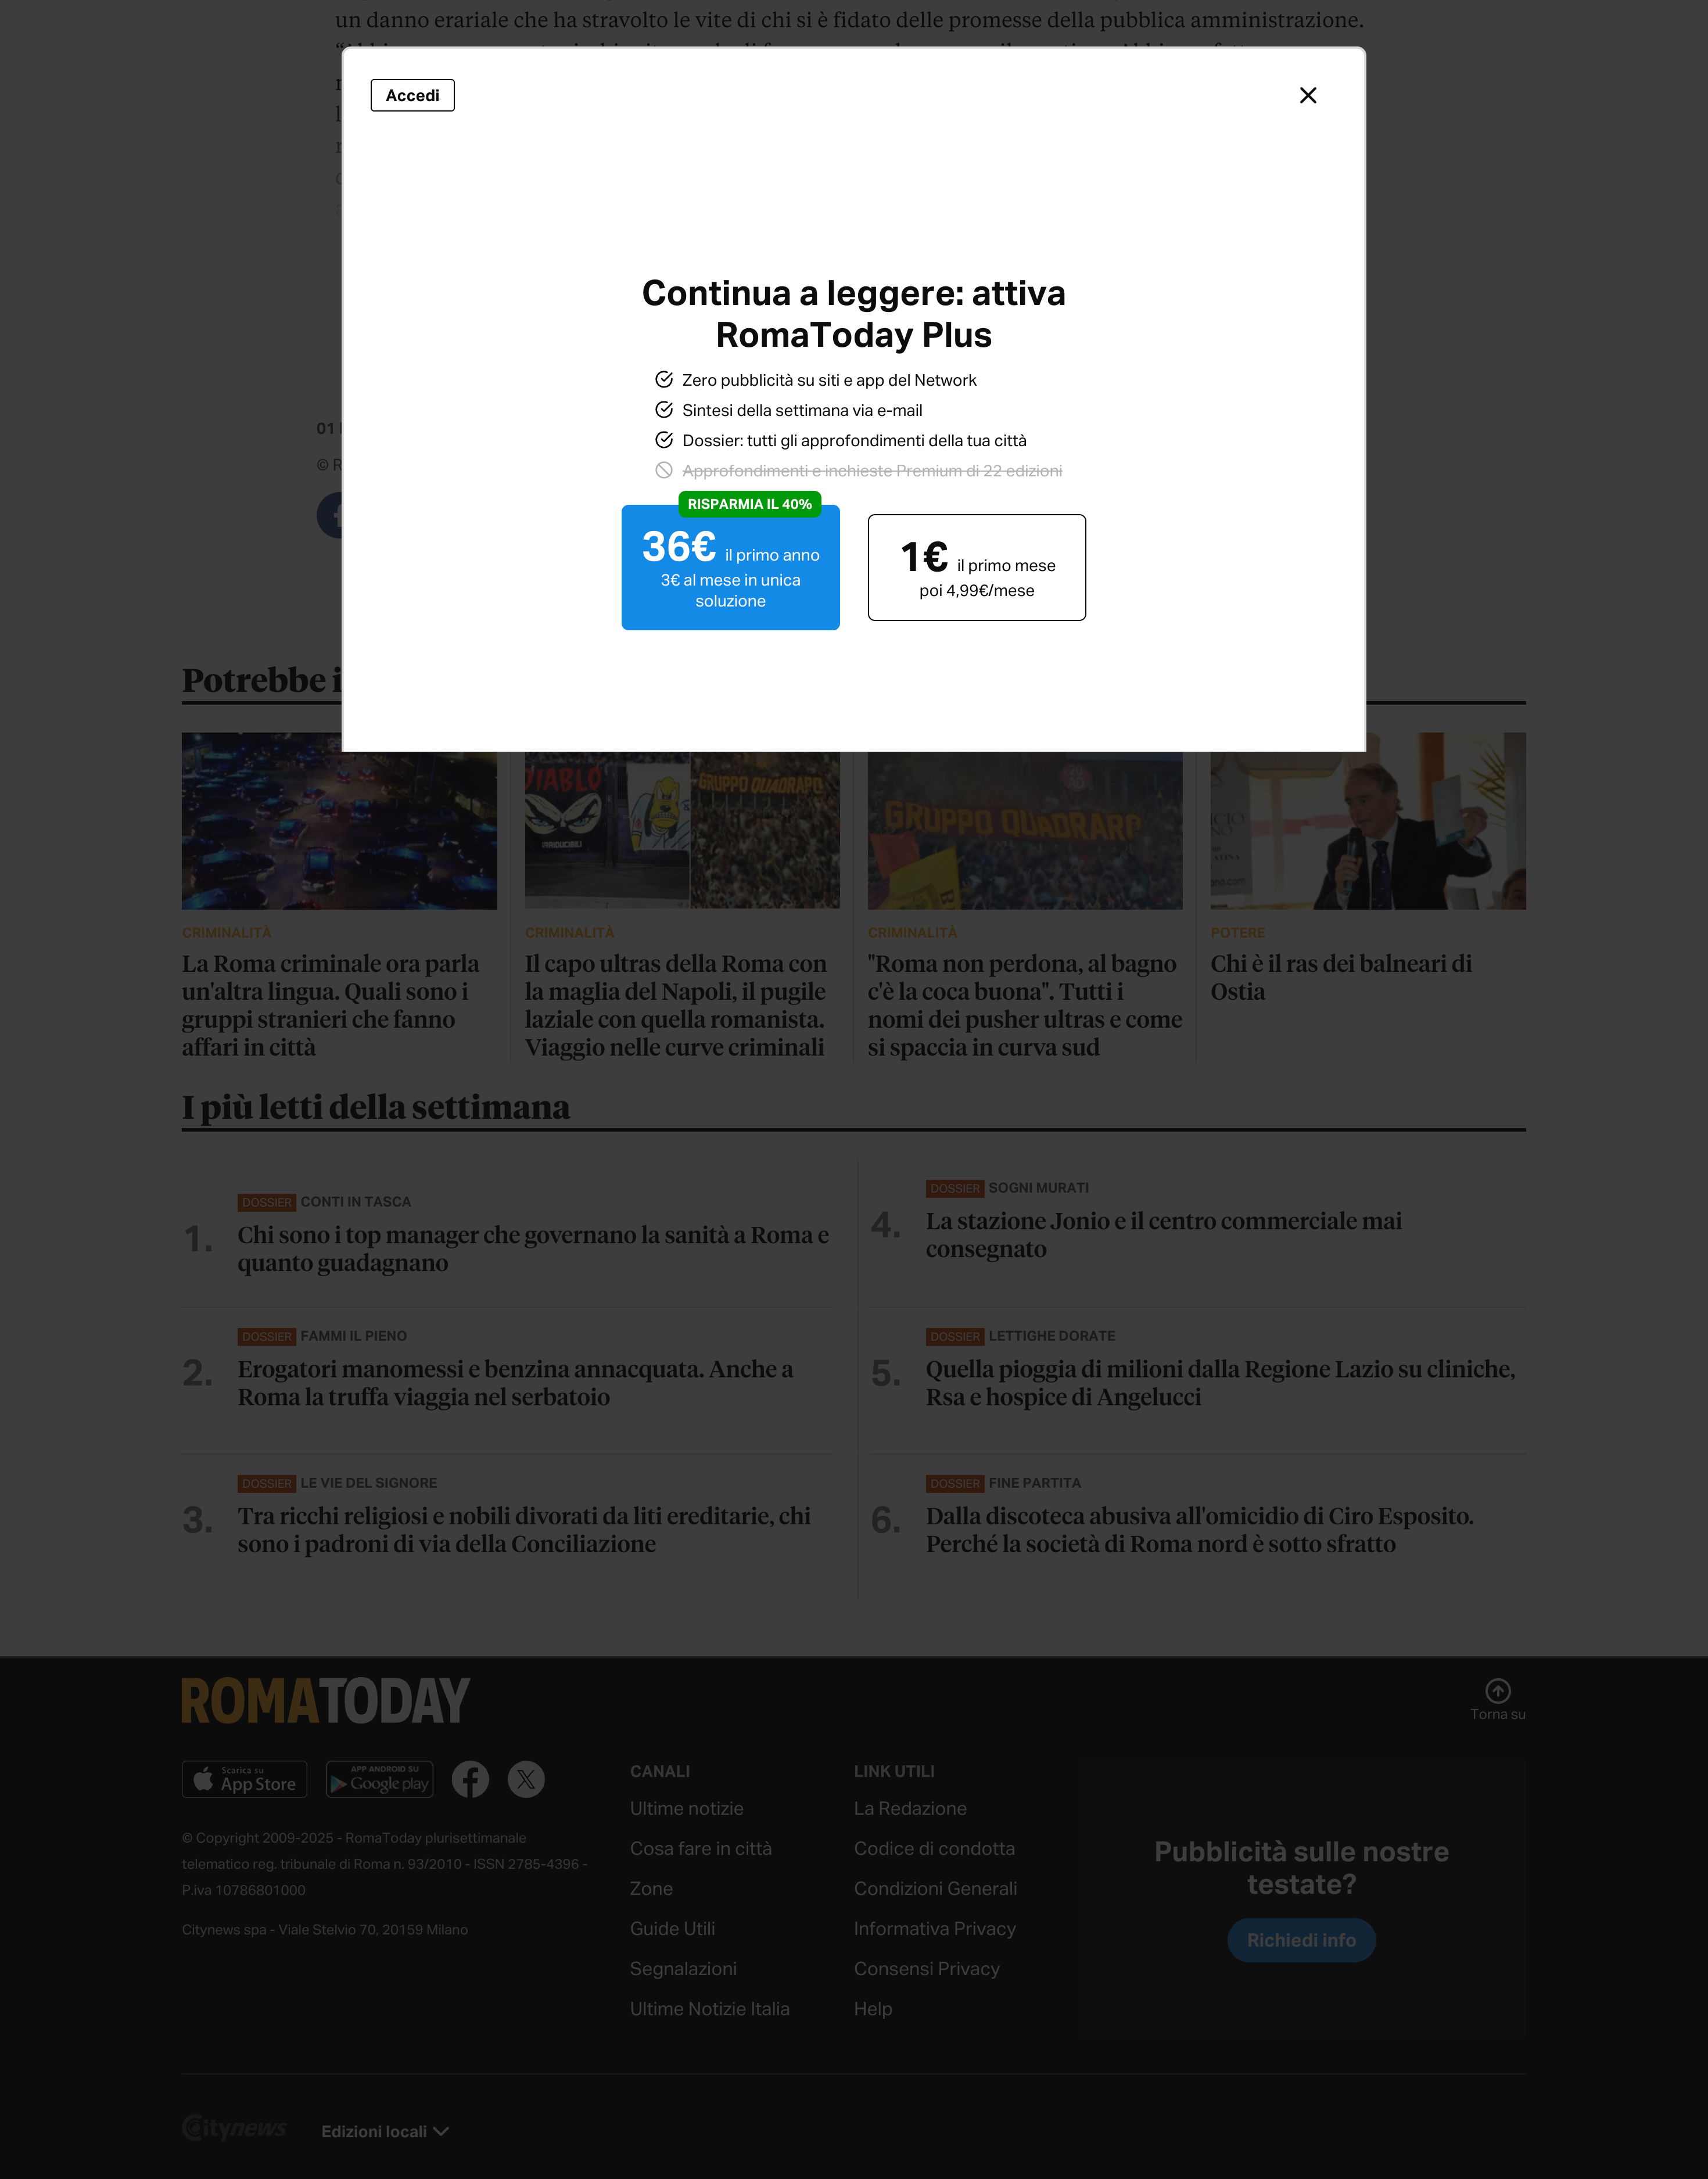 un danno erariale che ha stravolto le vite di chi si è fidato delle promesse della pubblica amministrazione.
Accedi
Continua a leggere: attiva
RomaToday Plus
Zero pubblicità su siti e app del Network
Sintesi della settimana via e-mail
Dossier: tutti gli approfondimenti della tua città
Approfondimenti e inchieste Premium di 22 edizioni
RISPARMIA IL 40%
36€ il primo anno
3€ al mese in unica
soluzione
1€ il primo mese
poi 4,99€/mese
01
©
Potrebbe
DIABLO
GRUPPO QUADRARO
GRUPPO QUADRARO
CRIMINALITÀ
La Roma criminale ora parla
un'altra lingua. Quali sono i
gruppi stranieri che fanno
affari in città
CRIMINALITÀ
Il capo ultras della Roma con
la maglia del Napoli, il pugile
laziale con quella romanista.
Viaggio nelle curve criminali
CRIMINALITÀ
"Roma non perdona, al bagno
c'è la coca buona". Tutti i
nomi dei pusher ultras e come
si spaccia in curva sud
POTERE
Chi è il ras dei balneari di
Ostia
I più letti della settimana
1.
DOSSIER CONTI IN TASCA
Chi sono i top manager che governano la sanità a Roma e
quanto guadagnano
2.
DOSSIER FAMMI IL PIENO
Erogatori manomessi e benzina annacquata. Anche a
Roma la truffa viaggia nel serbatoio
3.
DOSSIER LE VIE DEL SIGNORE
Tra ricchi religiosi e nobili divorati da liti ereditarie, chi
sono i padroni di via della Conciliazione
4.
DOSSIER SOGNI MURATI
La stazione Jonio e il centro commerciale mai
consegnato
5.
DOSSIER LETTIGHE DORATE
Quella pioggia di milioni dalla Regione Lazio su cliniche,
Rsa e hospice di Angelucci
6.
DOSSIER FINE PARTITA
Dalla discoteca abusiva all'omicidio di Ciro Esposito.
Perché la società di Roma nord è sotto sfratto
ROMATODAY
Torna su
Scarica su
App Store
APP ANDROID SU
Google play
© Copyright 2009-2025 - RomaToday plurisettimanale
telematico reg. tribunale di Roma n. 93/2010 - ISSN 2785-4396 -
P.iva 10786801000
Citynews spa - Viale Stelvio 70, 20159 Milano
CANALI
Ultime notizie
Cosa fare in città
Zone
Guide Utili
Segnalazioni
Ultime Notizie Italia
LINK UTILI
La Redazione
Codice di condotta
Condizioni Generali
Informativa Privacy
Consensi Privacy
Help
Pubblicità sulle nostre
testate?
Richiedi info
Citynews
Edizioni locali